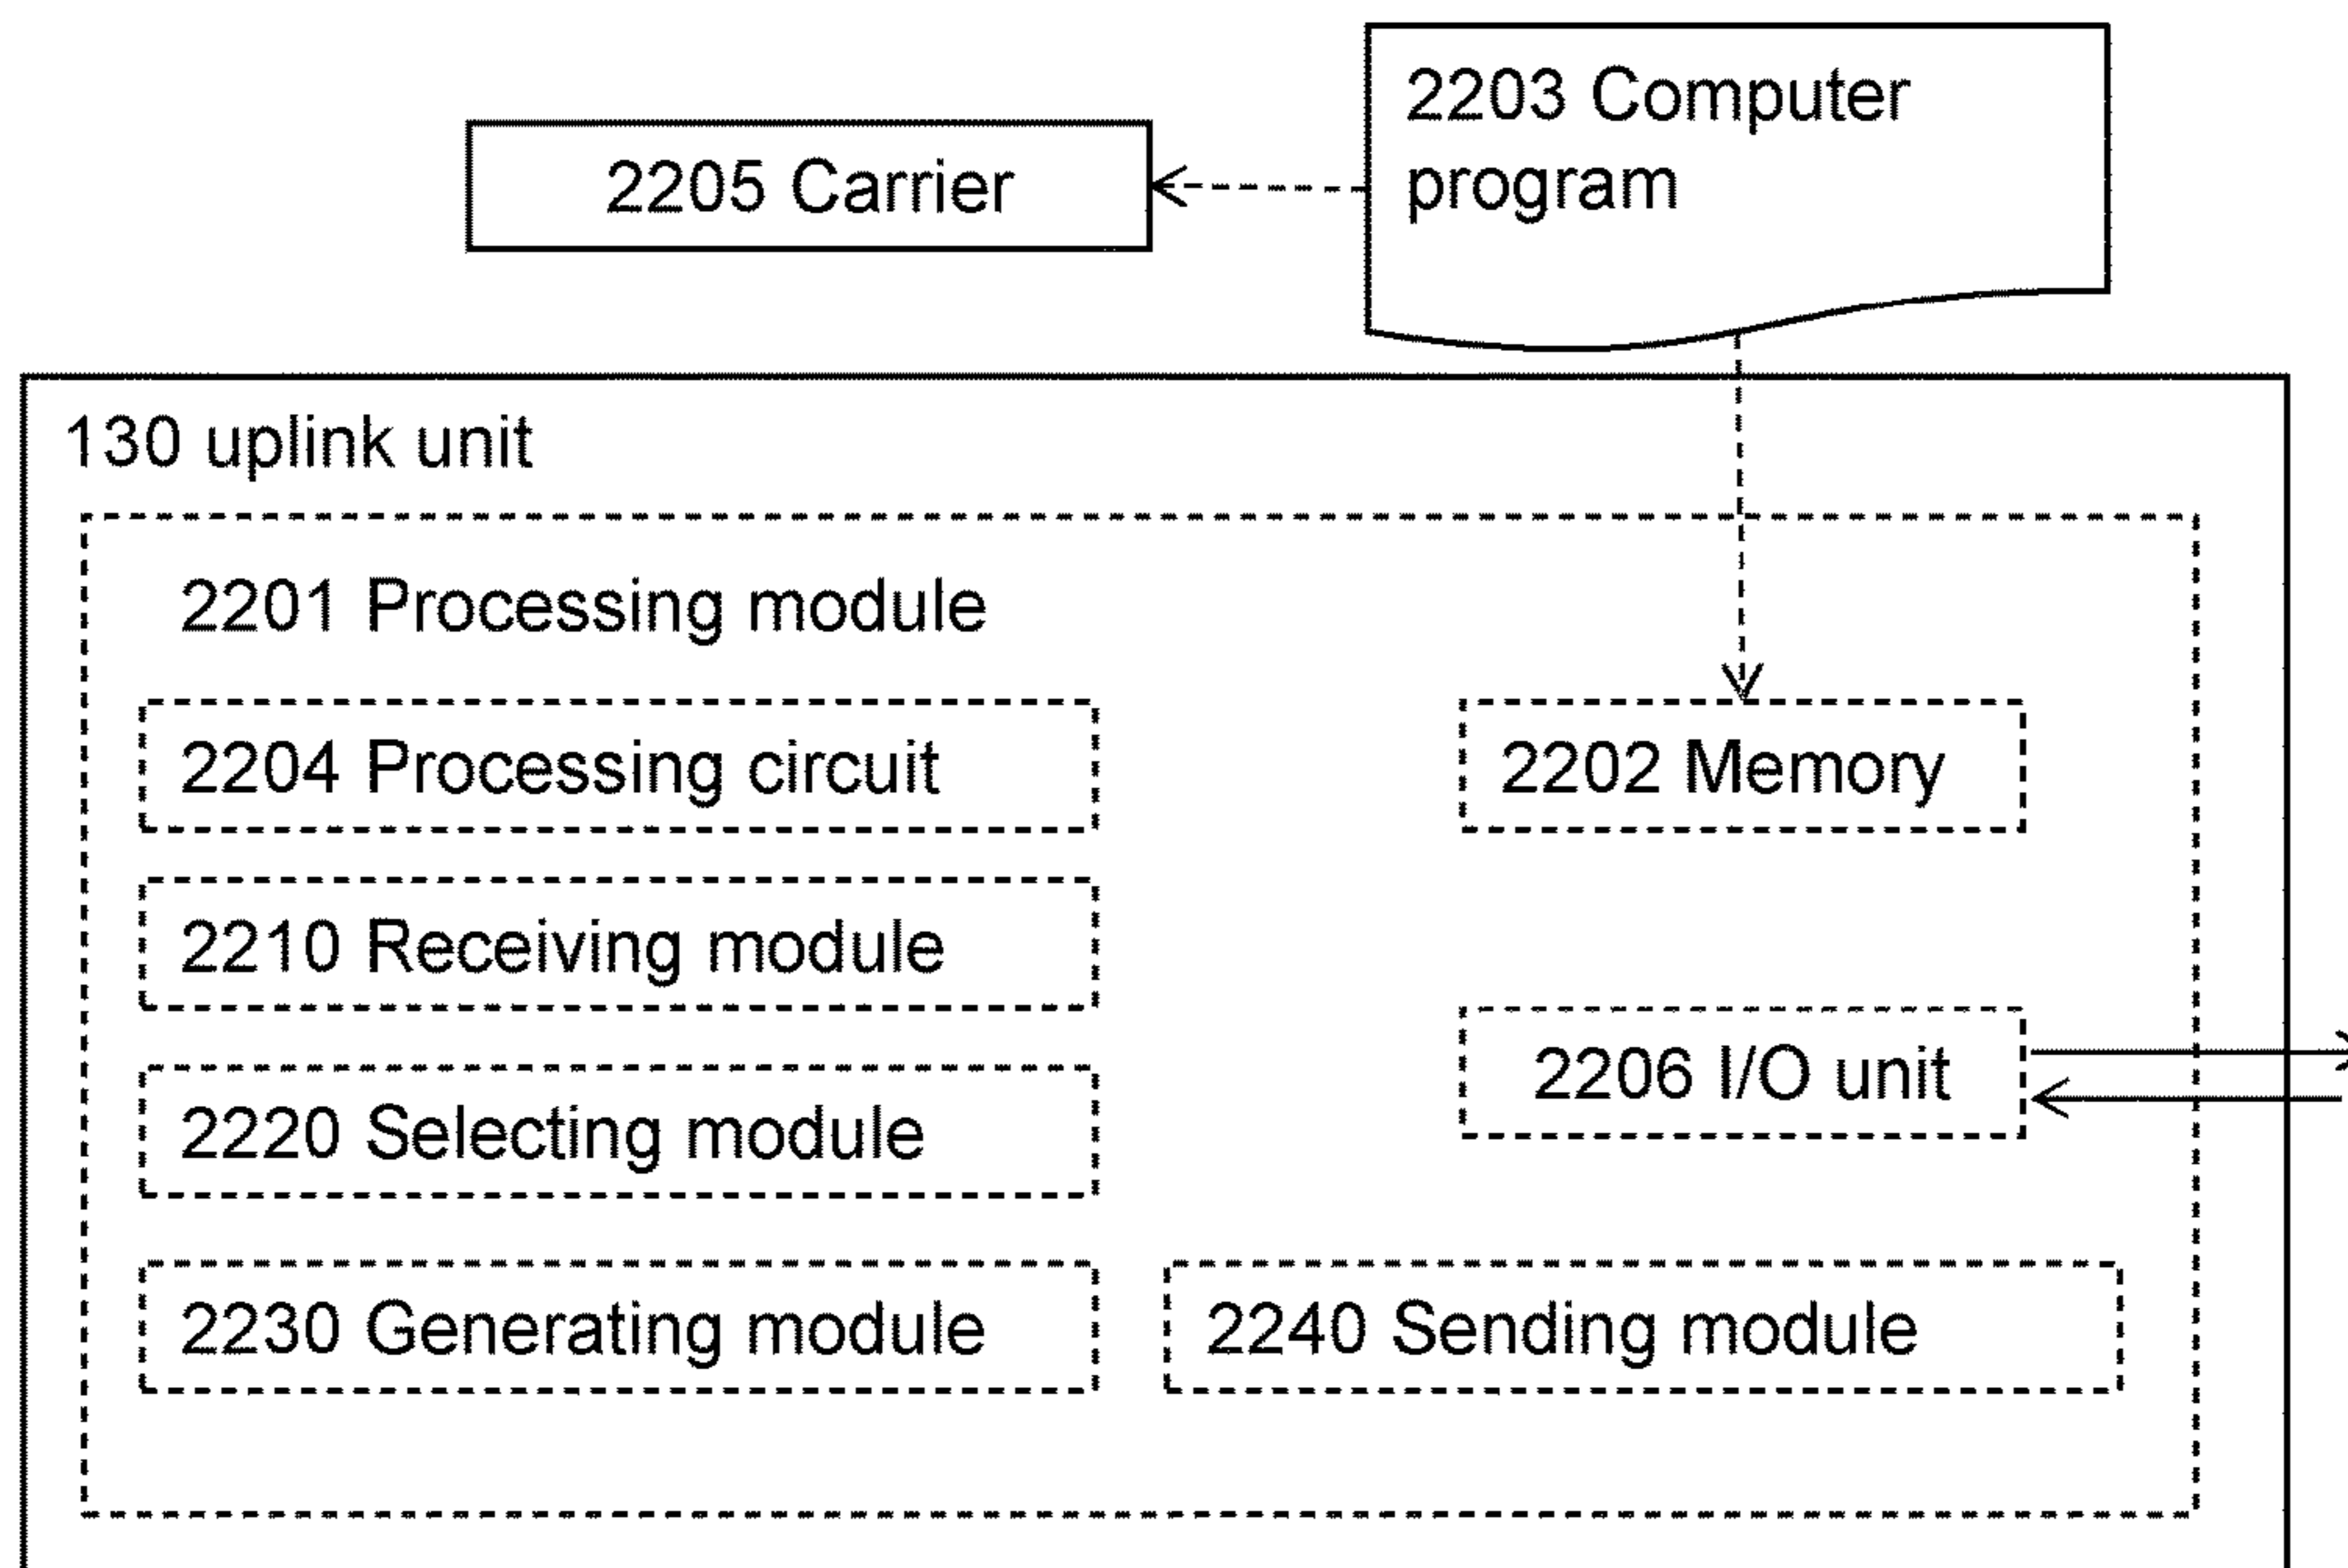 2203 Computer
program
2205 Carrier
130 uplink unit
2201 Processing module
2204 Processing circuit
2202 Memory
2210 Receiving module
2206 I/O unit
2220 Selecting module
2230 Generating module
2240 Sending module